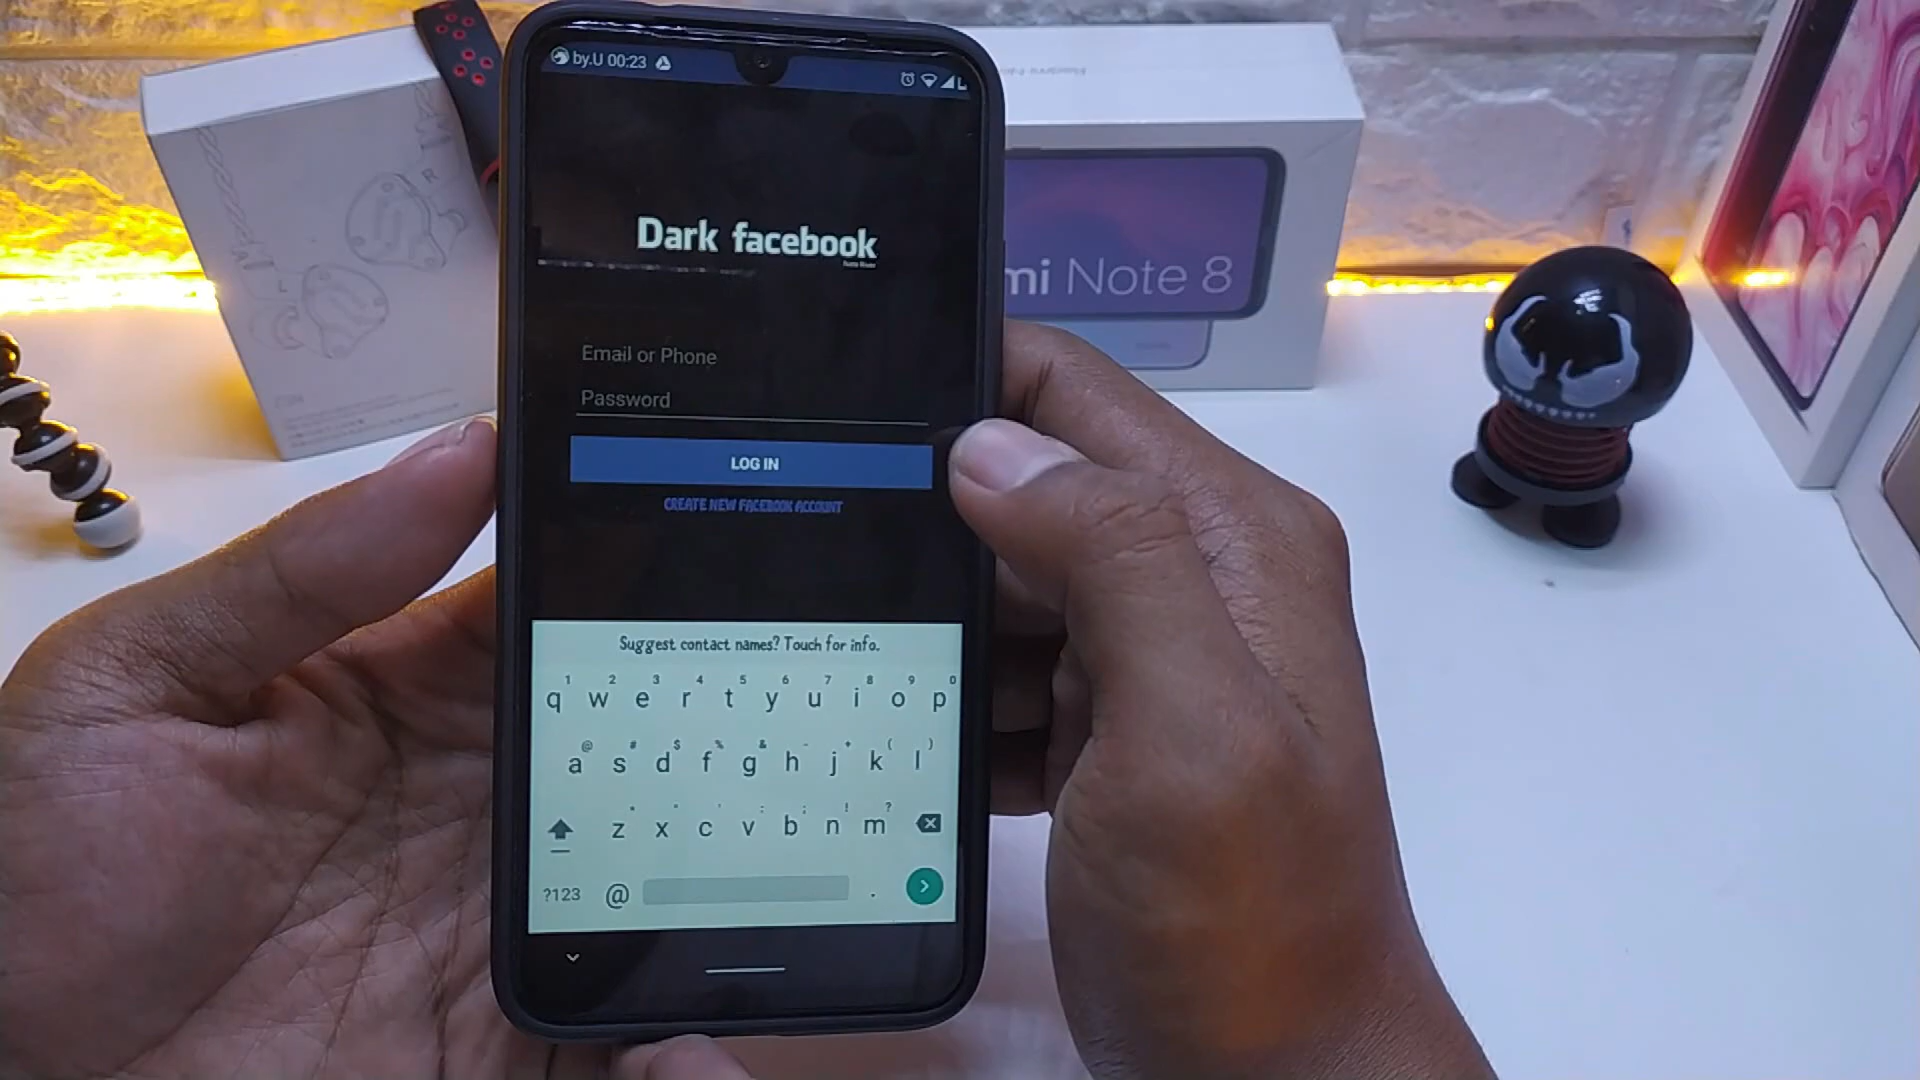 by.U 00:23
Dark facebook
Email or Phone
Password
LOG IN
CREATE NEW FACEBOOK ACCOUNT
Suggest contact names? Touch for info.
1 2 3 4 5 6 7 8 9 0
q w e r t y u i o p
@ # $ % & - + ( )
a s d f g h j k l
* " ' : ; ! ?
z x c v b n m
?123 @ .
mi Note 8
R
L